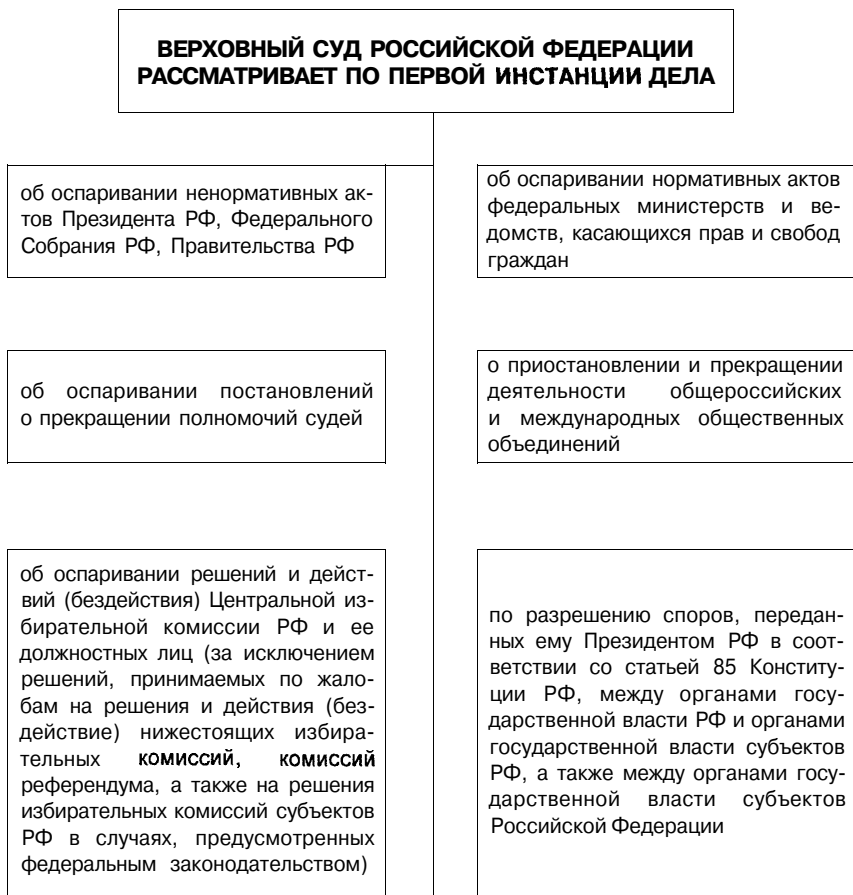 ВЕРХОВНЫЙ СУД РОССИЙСКОЙ ФЕДЕРАЦИИ
РАССМАТРИВАЕТ ПО ПЕРВОЙ ИНСТАНЦИИ ДЕЛА
об оспаривании ненормативных ак-
тов Президента РФ, Федерального
Собрания РФ, Правительства РФ
об оспаривании нормативных актов
федеральных министерств и ве-
домств, касающихся прав и свобод
граждан
об оспаривании постановлений
о прекращении полномочий судей
о приостановлении и прекращении
деятельности общероссийских
и международных общественных
объединений
об оспаривании решений и дейст-
вий (бездействия) Центральной из-
бирательной комиссии РФ и ее
должностных лиц (за исключением
решений, принимаемых по жало-
бам на решения и действия (без-
действие) нижестоящих избира-
тельных комиссий, комиссий
референдума, а также на решения
избирательных комиссий субъектов
РФ в случаях, предусмотренных
федеральным законодательством)
по разрешению споров, передан-
ных ему Президентом РФ в соот-
ветствии со статьей 85 Конститу-
ции РФ, между органами госу-
дарственной власти РФ и органами
государственной власти субъектов
РФ, а также между органами госу-
дарственной власти субъектов
Российской Федерации